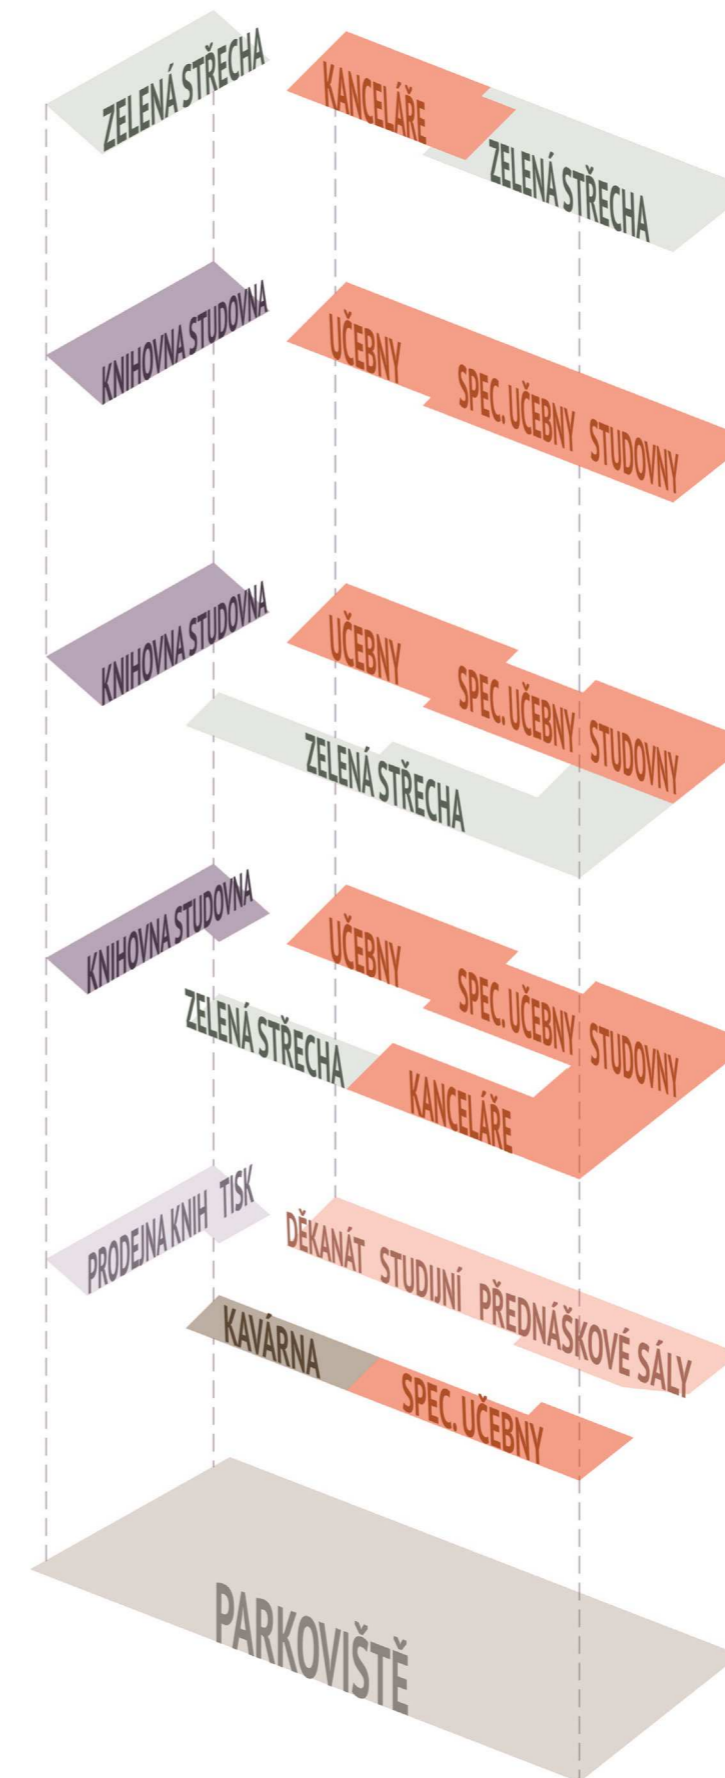 ZELENÁ STŘECHA
KANCELÁŘE
ZELENÁ STŘECHA
KNIHOVNA STUDOVNA
UČEBNY
SPEC. UČEBNY STUDOVNY
KNIHOVNA STUDOVNA
UČEBNY
SPEC. UČEBNY STUDOVNY
ZELENÁ STŘECHA
KNIHOVNA STUDOVNA
UČEBNY
SPEC. UČEBNY STUDOVNY
ZELENÁ STŘECHA
KANCELÁŘE
PRODEJNA KNIH TISK
DĚKANÁT STUDIJNÍ PŘEDNÁŠKOVÉ SÁLY
KAVÁRNA
SPEC. UČEBNY
PARKOVIŠTĚ